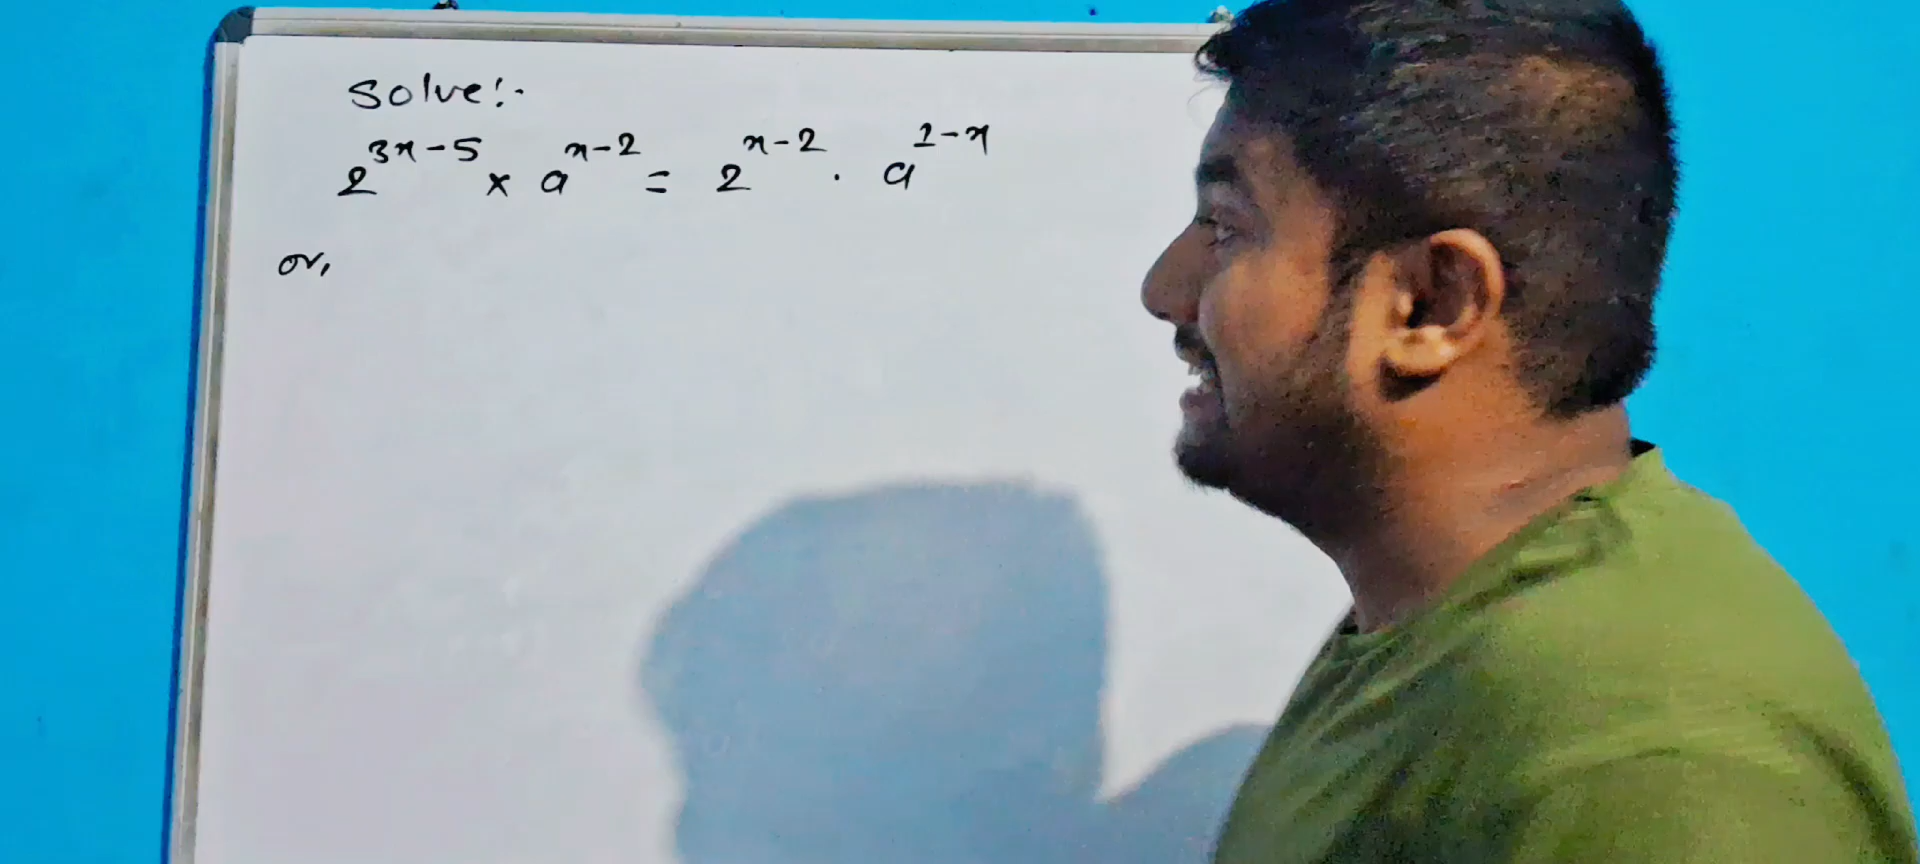 Solve:-
2^{3x-5} × a^{x-2} = 2^{x-2} . a^{1-x}
or,